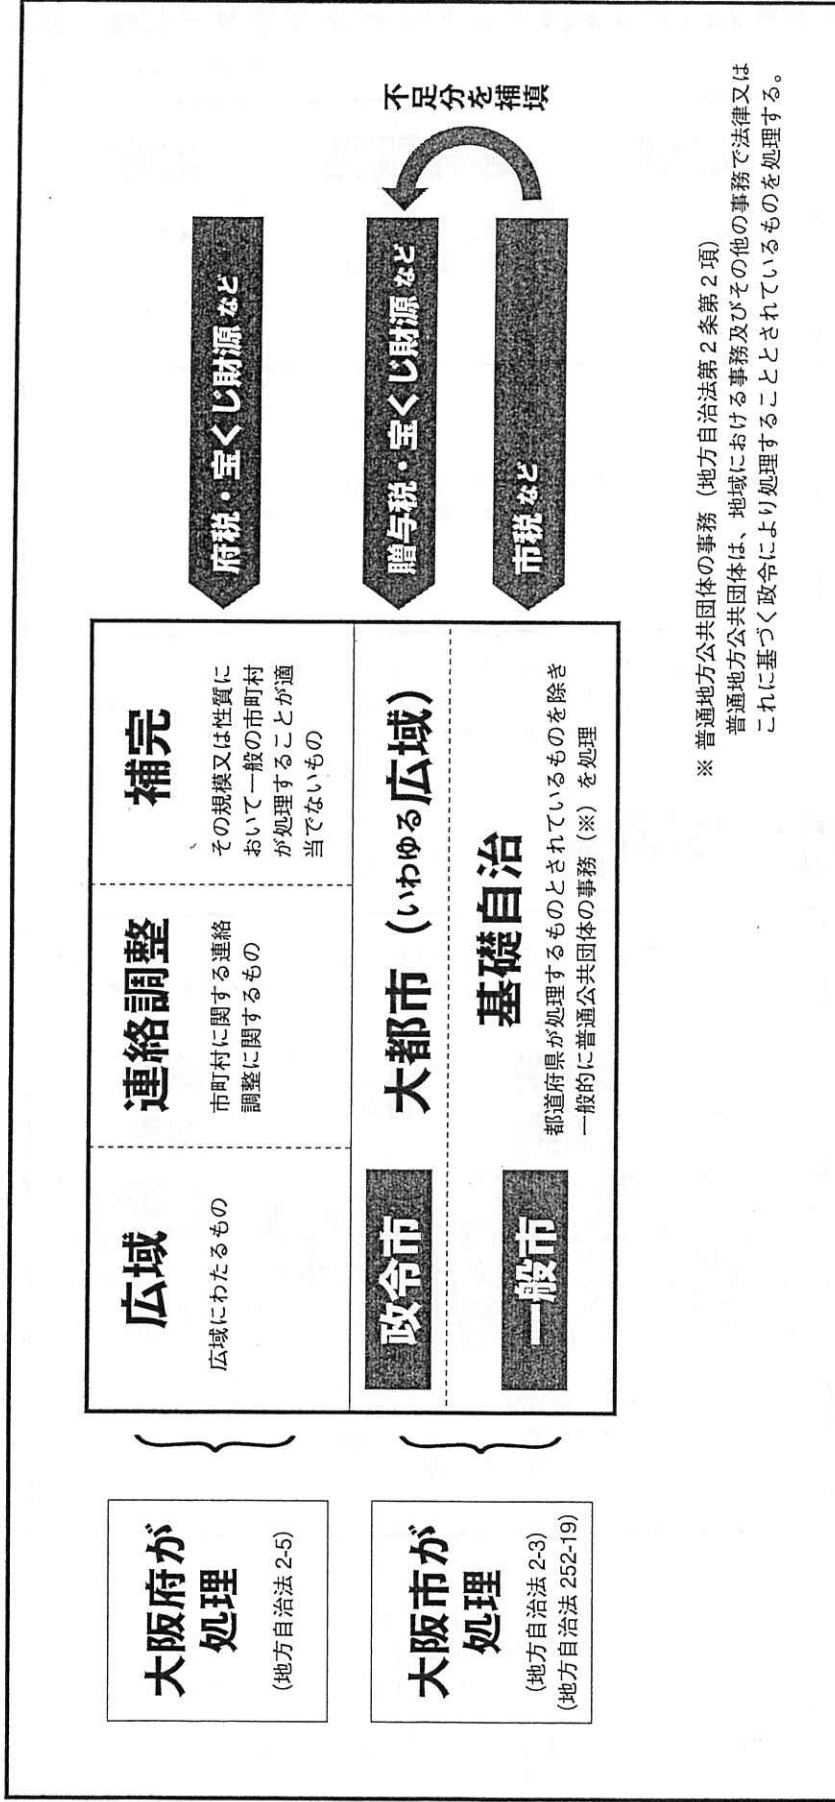 大阪府が
処理
(地方自治法 2-5)
広域
広域にわたるもの
連絡調整
市町村に関する連絡
調整に関するもの
補完
その規模又は性質に
おいて一般の市町村
が処理することが適
当でないもの
府税・宝くじ財源 など
大阪市が
処理
(地方自治法 2-3)
(地方自治法 252-19)
政令市
大都市（いわゆる広域）
贈与税・宝くじ財源 など
不足分を補填
一般市
基礎自治
都道府県が処理するものとされているものを除き
一般的に普通公共団体の事務（※）を処理
市税 など
※ 普通地方公共団体の事務（地方自治法第２条第２項）
普通地方公共団体は、地域における事務及びその他の事務で法律又は
これに基づく政令により処理することとされているものを処理する。